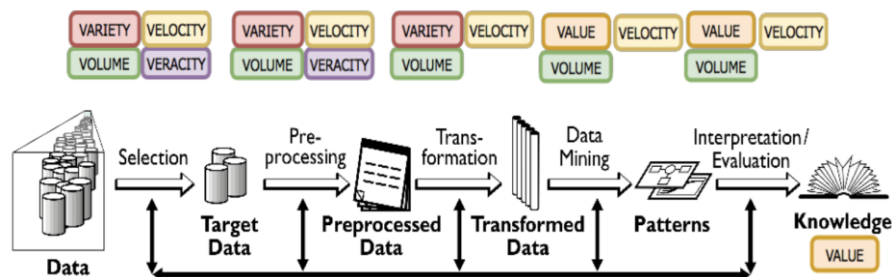 VARIETY VELOCITY VARIETY VELOCITY VARIETY VELOCITY VALUE VELOCITY VALUE VELOCITY
VOLUME VERACITY VOLUME VERACITY VOLUME VOLUME VOLUME
Selection
Pre-
processing
Trans-
formation
Data
Mining
Interpretation/
Evaluation
Data
Target
Data
Preprocessed
Data
Transformed
Data
Patterns
Knowledge
VALUE